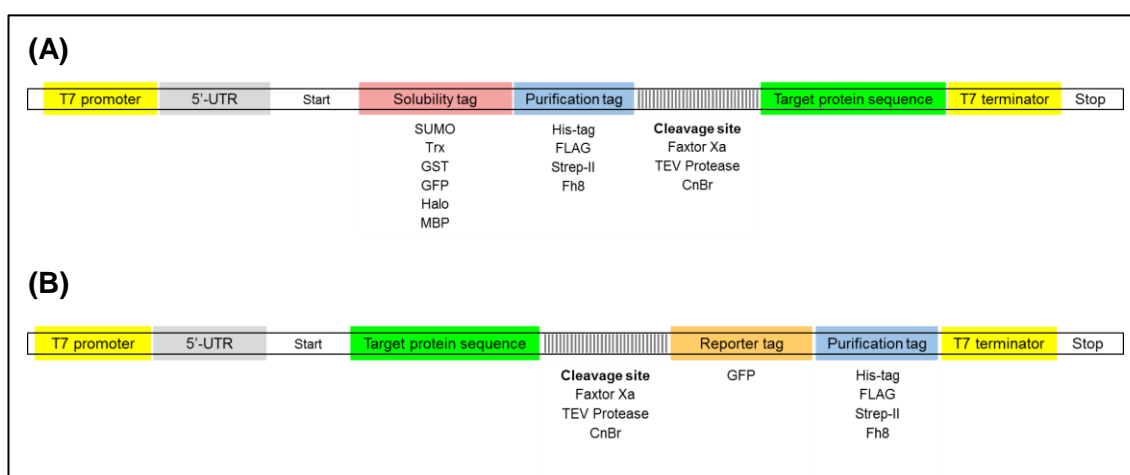 (A)
T7 promoter 5'-UTR Start Solubility tag Purification tag Target protein sequence T7 terminator Stop
SUMO His-tag Cleavage site
Trx FLAG Faxtor Xa
GST Strep-II TEV Protease
GFP Fh8 CnBr
Halo
MBP
(B)
T7 promoter 5'-UTR Start Target protein sequence Reporter tag Purification tag T7 terminator Stop
Cleavage site GFP His-tag
Faxtor Xa FLAG
TEV Protease Strep-II
CnBr Fh8